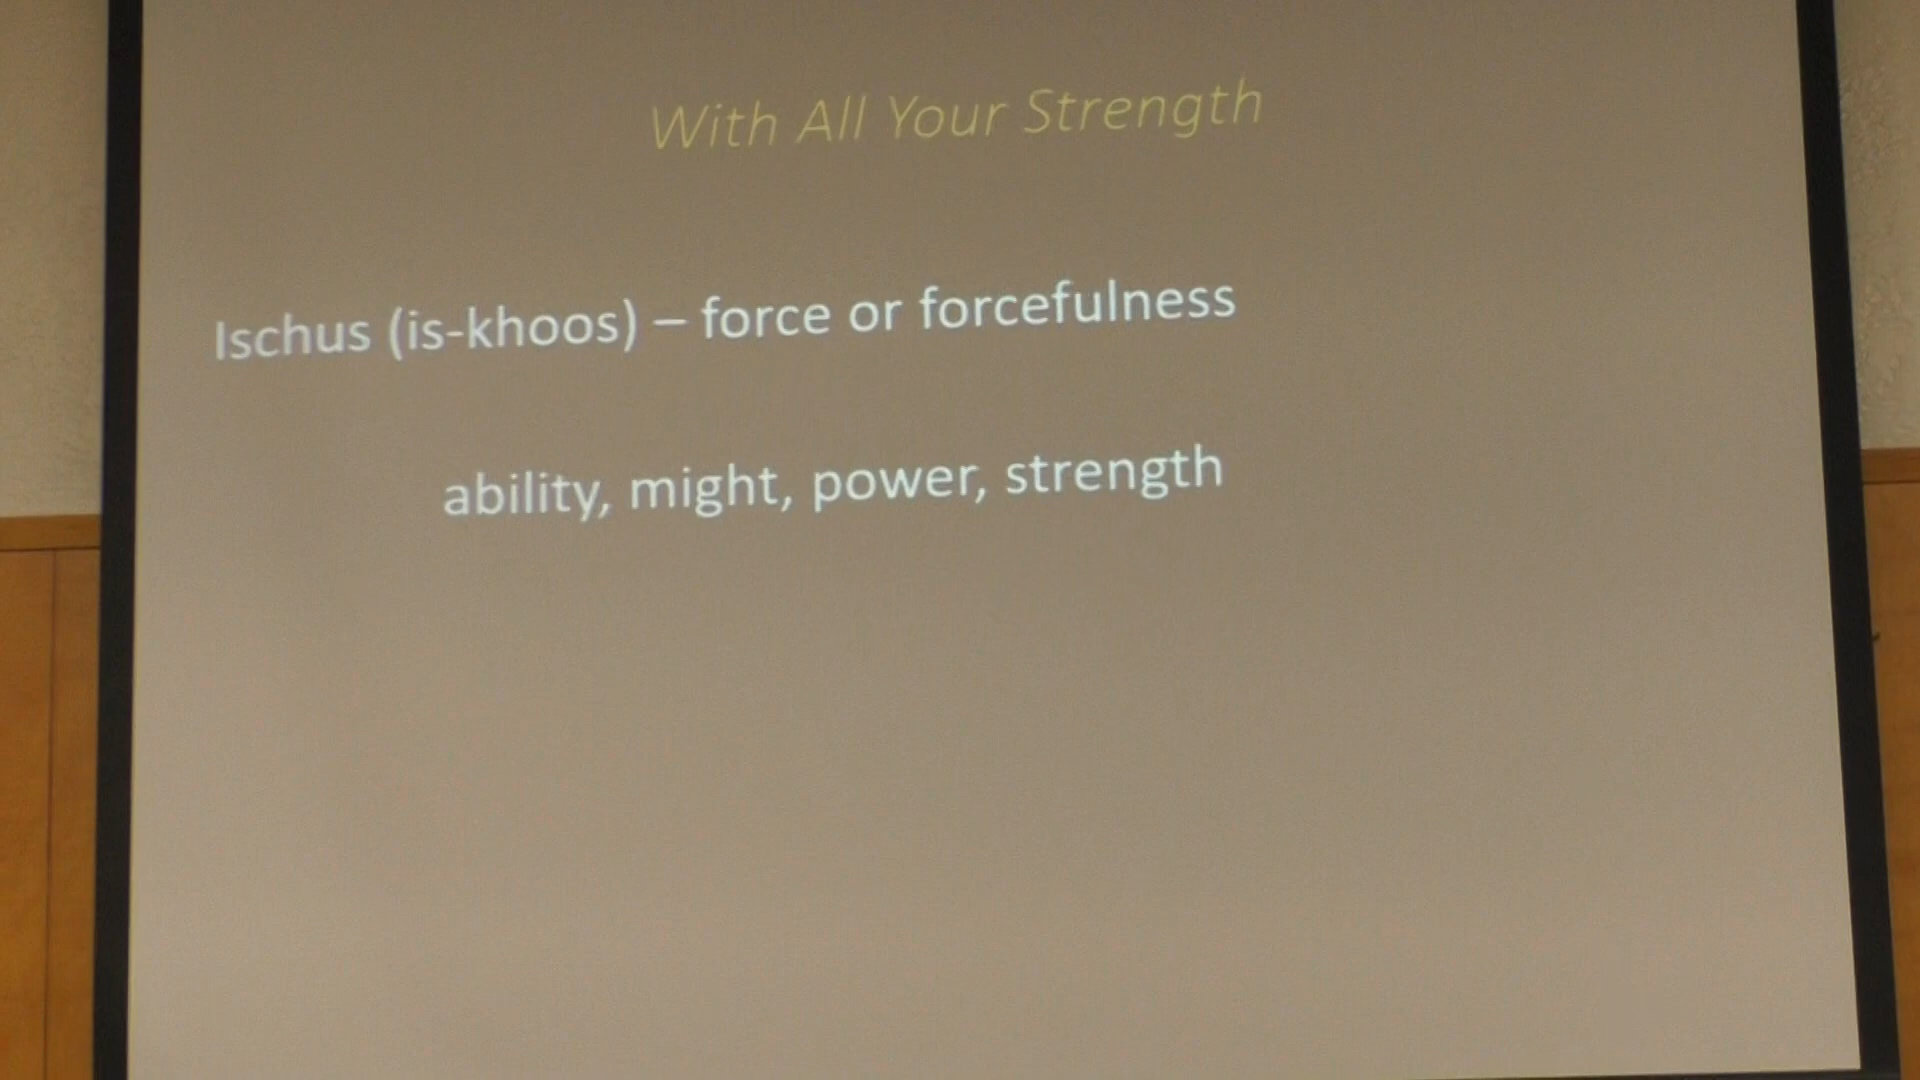 With All Your Strength
Ischus (is-khoos) – force or forcefulness
ability, might, power, strength